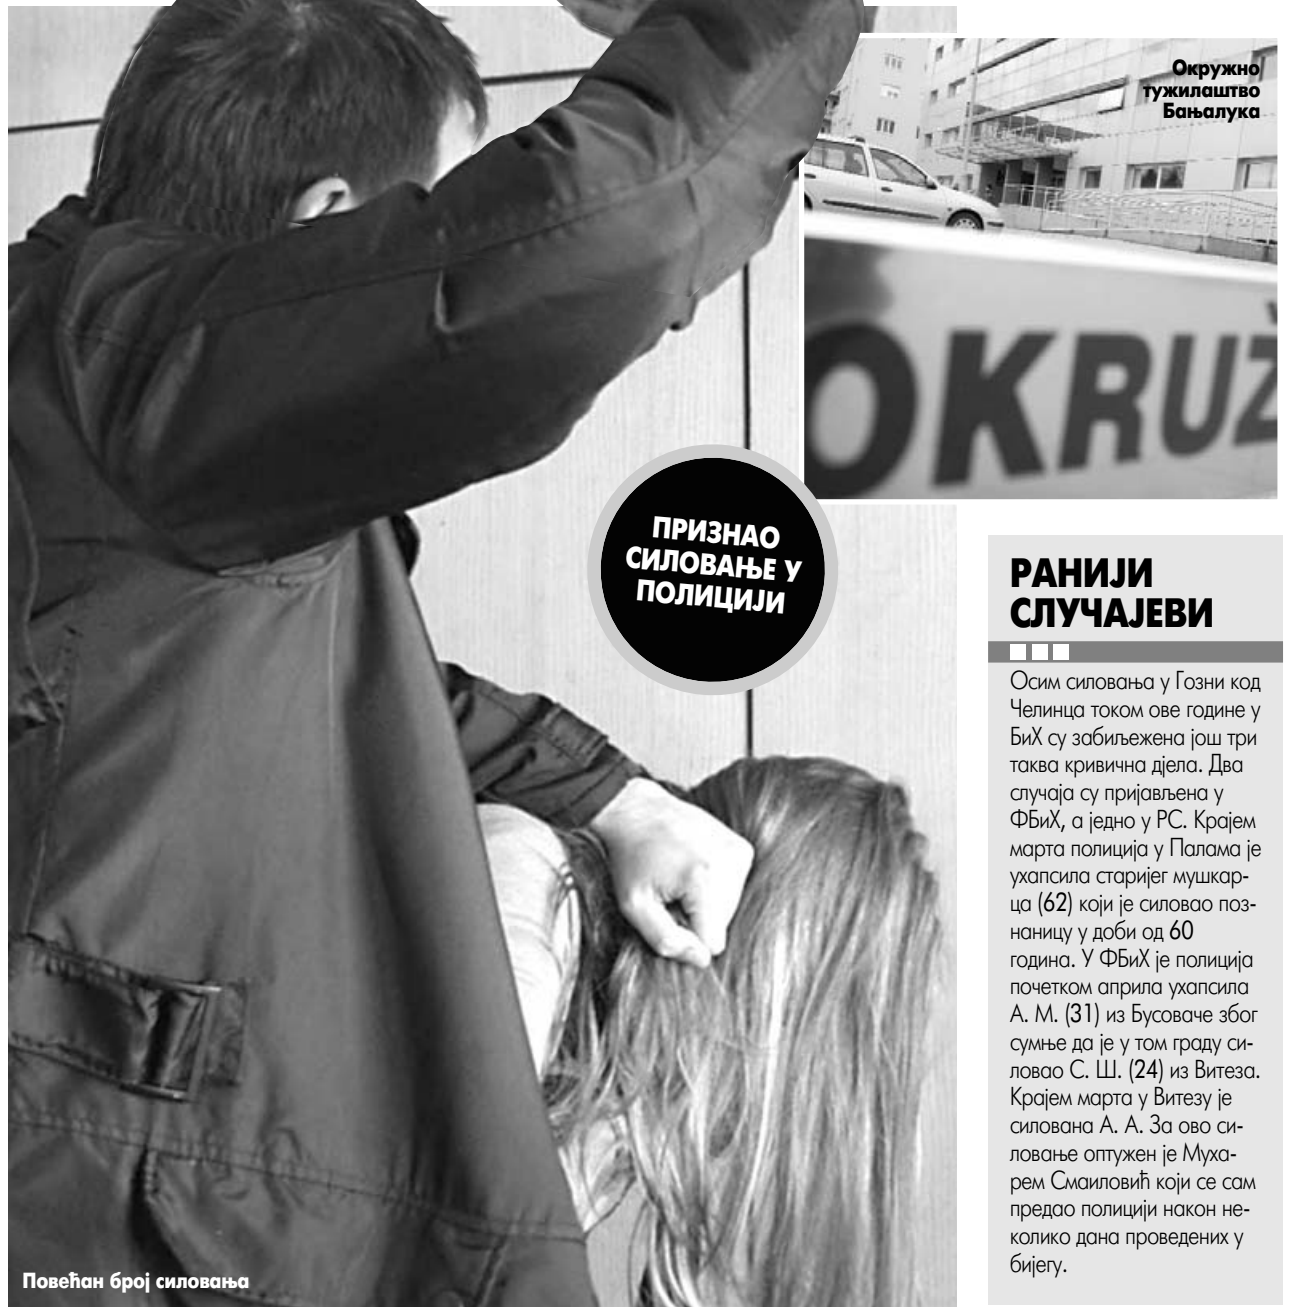 Окружно
тужилаштво
Бањалука
OKRUŽ
ПРИЗНАО
СИЛОВАЊЕ У
ПОЛИЦИЈИ
РАНИЈИ
СЛУЧАЈЕВИ
Осим силовања у Гозни код
Челинца током ове године у
БиХ су забиљежена још три
таква кривична дјела. Два
случаја су пријављена у
ФБиХ, а једно у РС. Крајем
марта полиција у Палама је
ухапсила старијег мушкар-
ца (62) који је силовао поз-
наницу у доби од 60
година. У ФБиХ је полиција
почетком априла ухапсила
А. М. (31) из Бусоваче због
сумње да је у том граду си-
ловао С. Ш. (24) из Витеза.
Крајем марта у Витезу је
силована А. А. За ово си-
ловање оптужен је Муха-
рем Смаиловић који се сам
предао полицији након не-
колико дана проведених у
бијегу.
Повећан број силовања